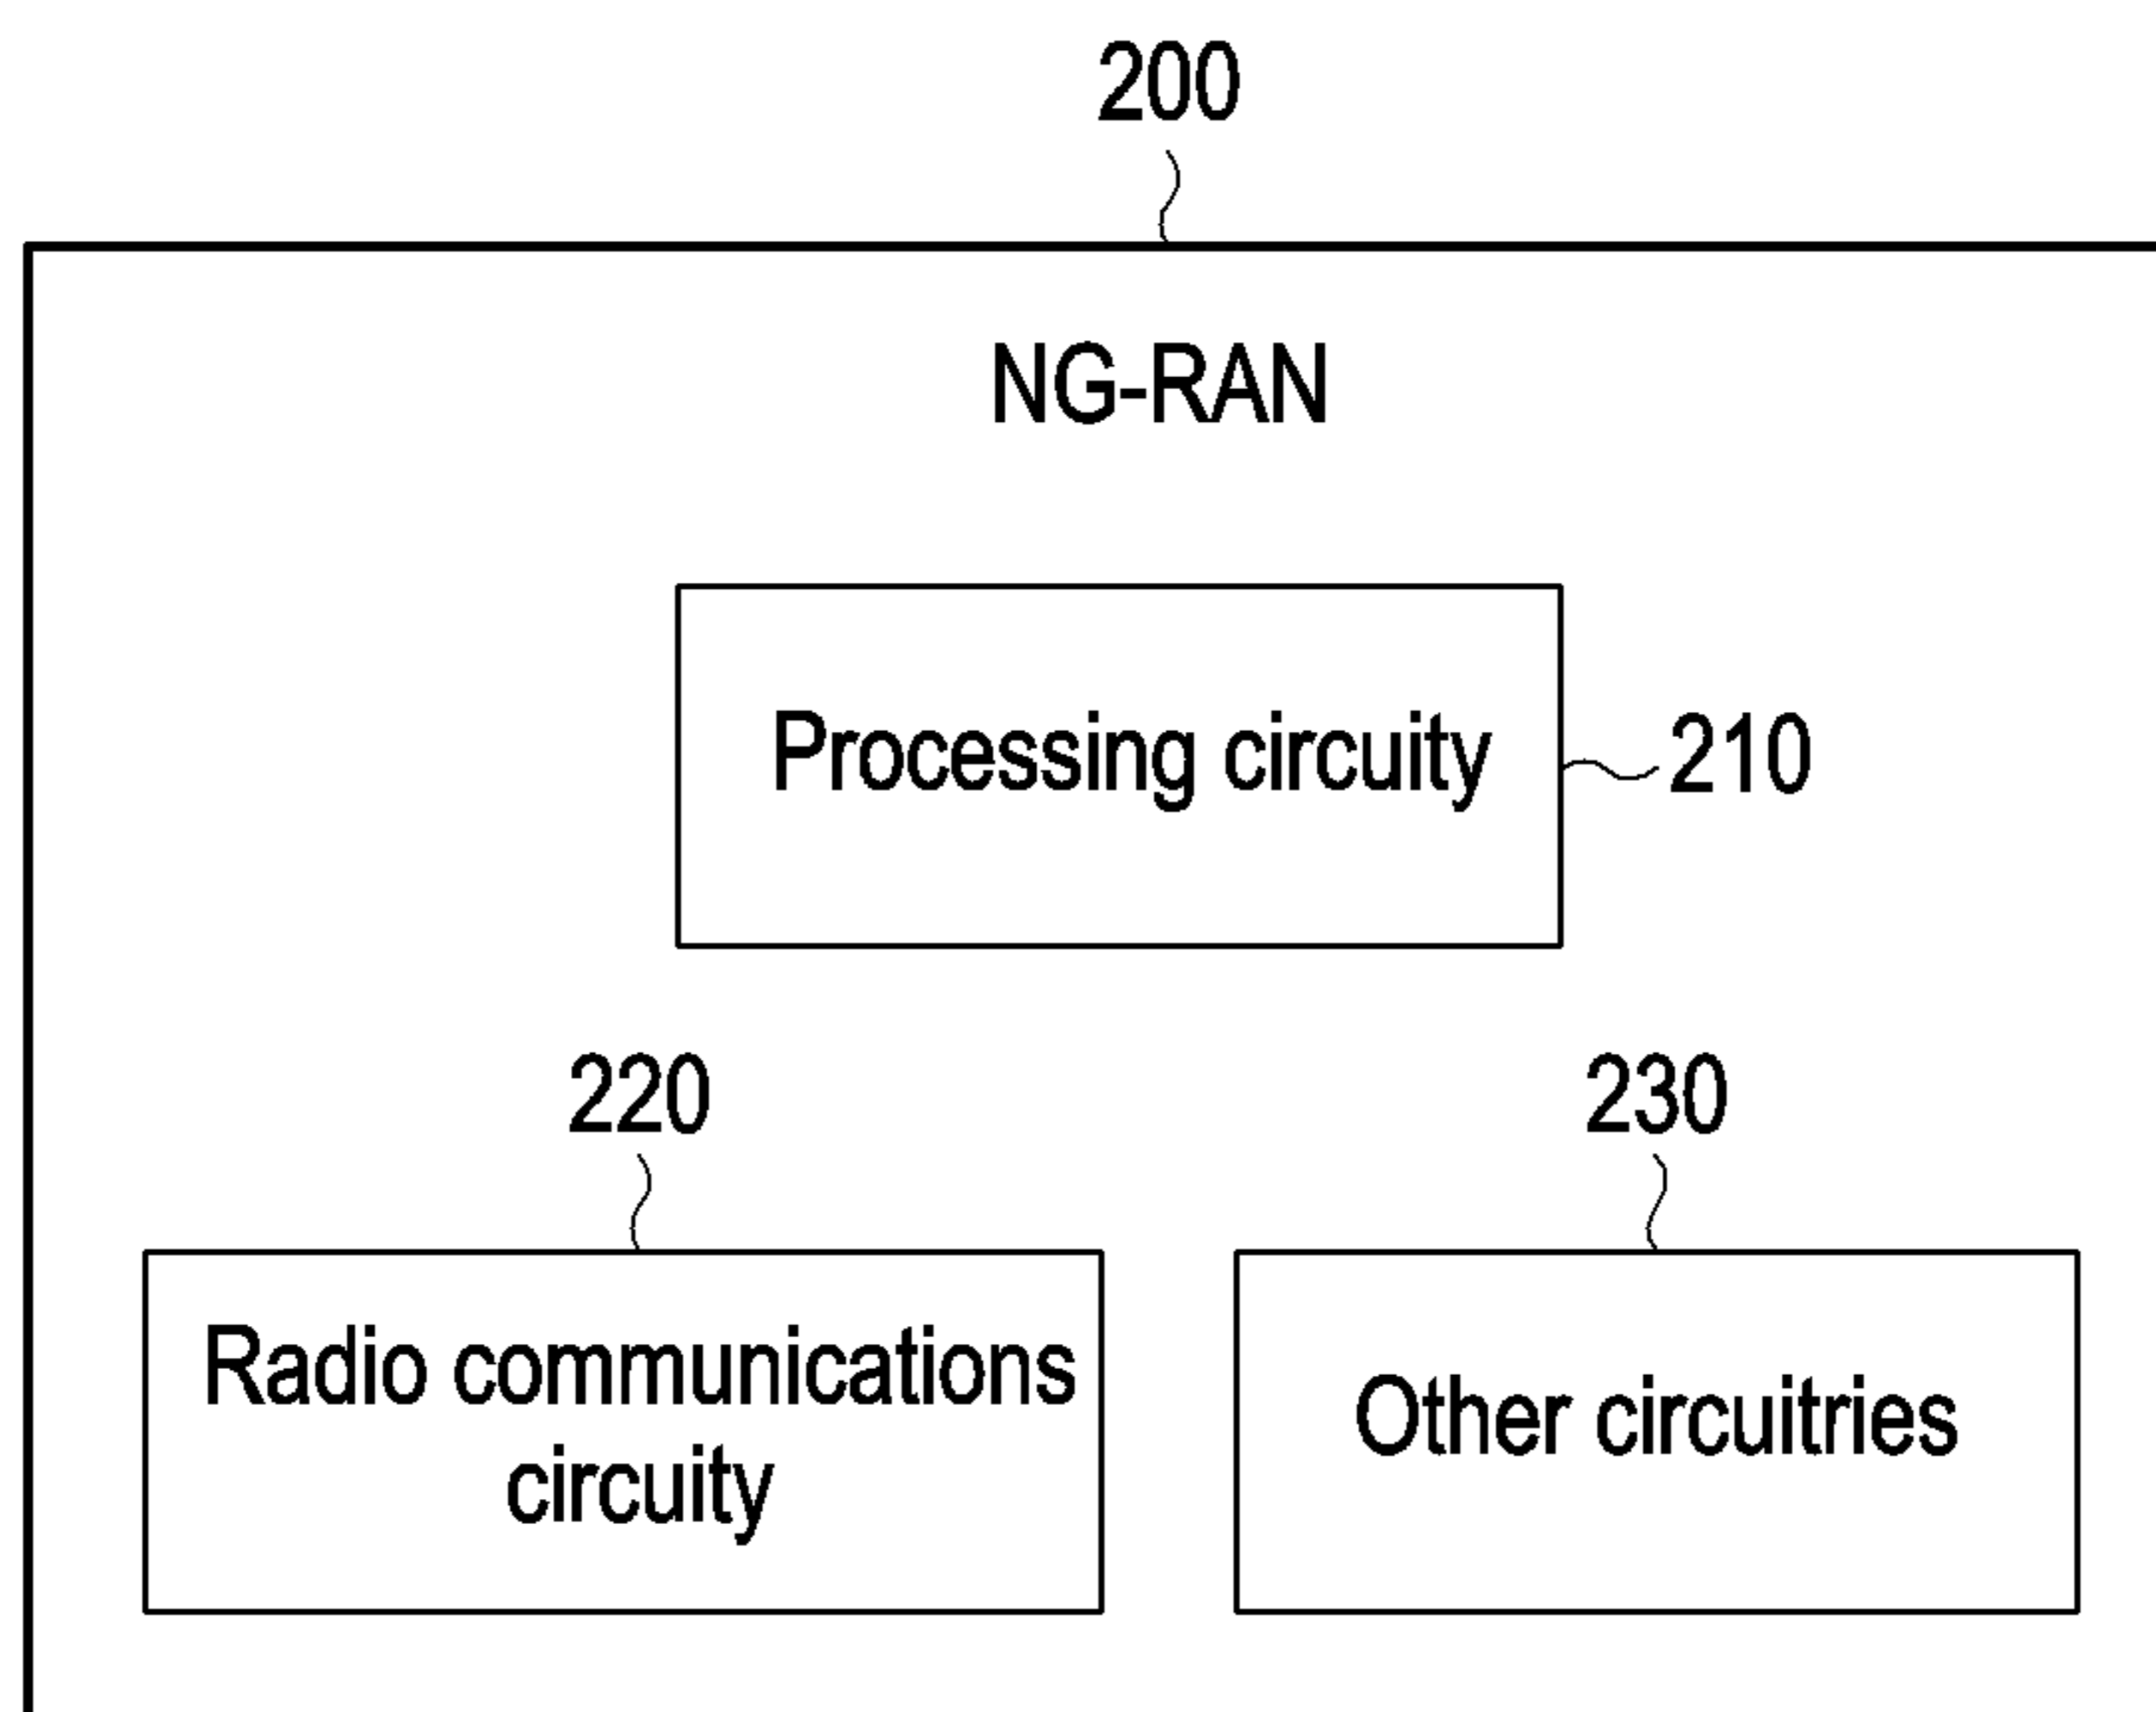 200
NG-RAN
Processing circuity
210
220
230
Radio communications
circuity
Other circuitries